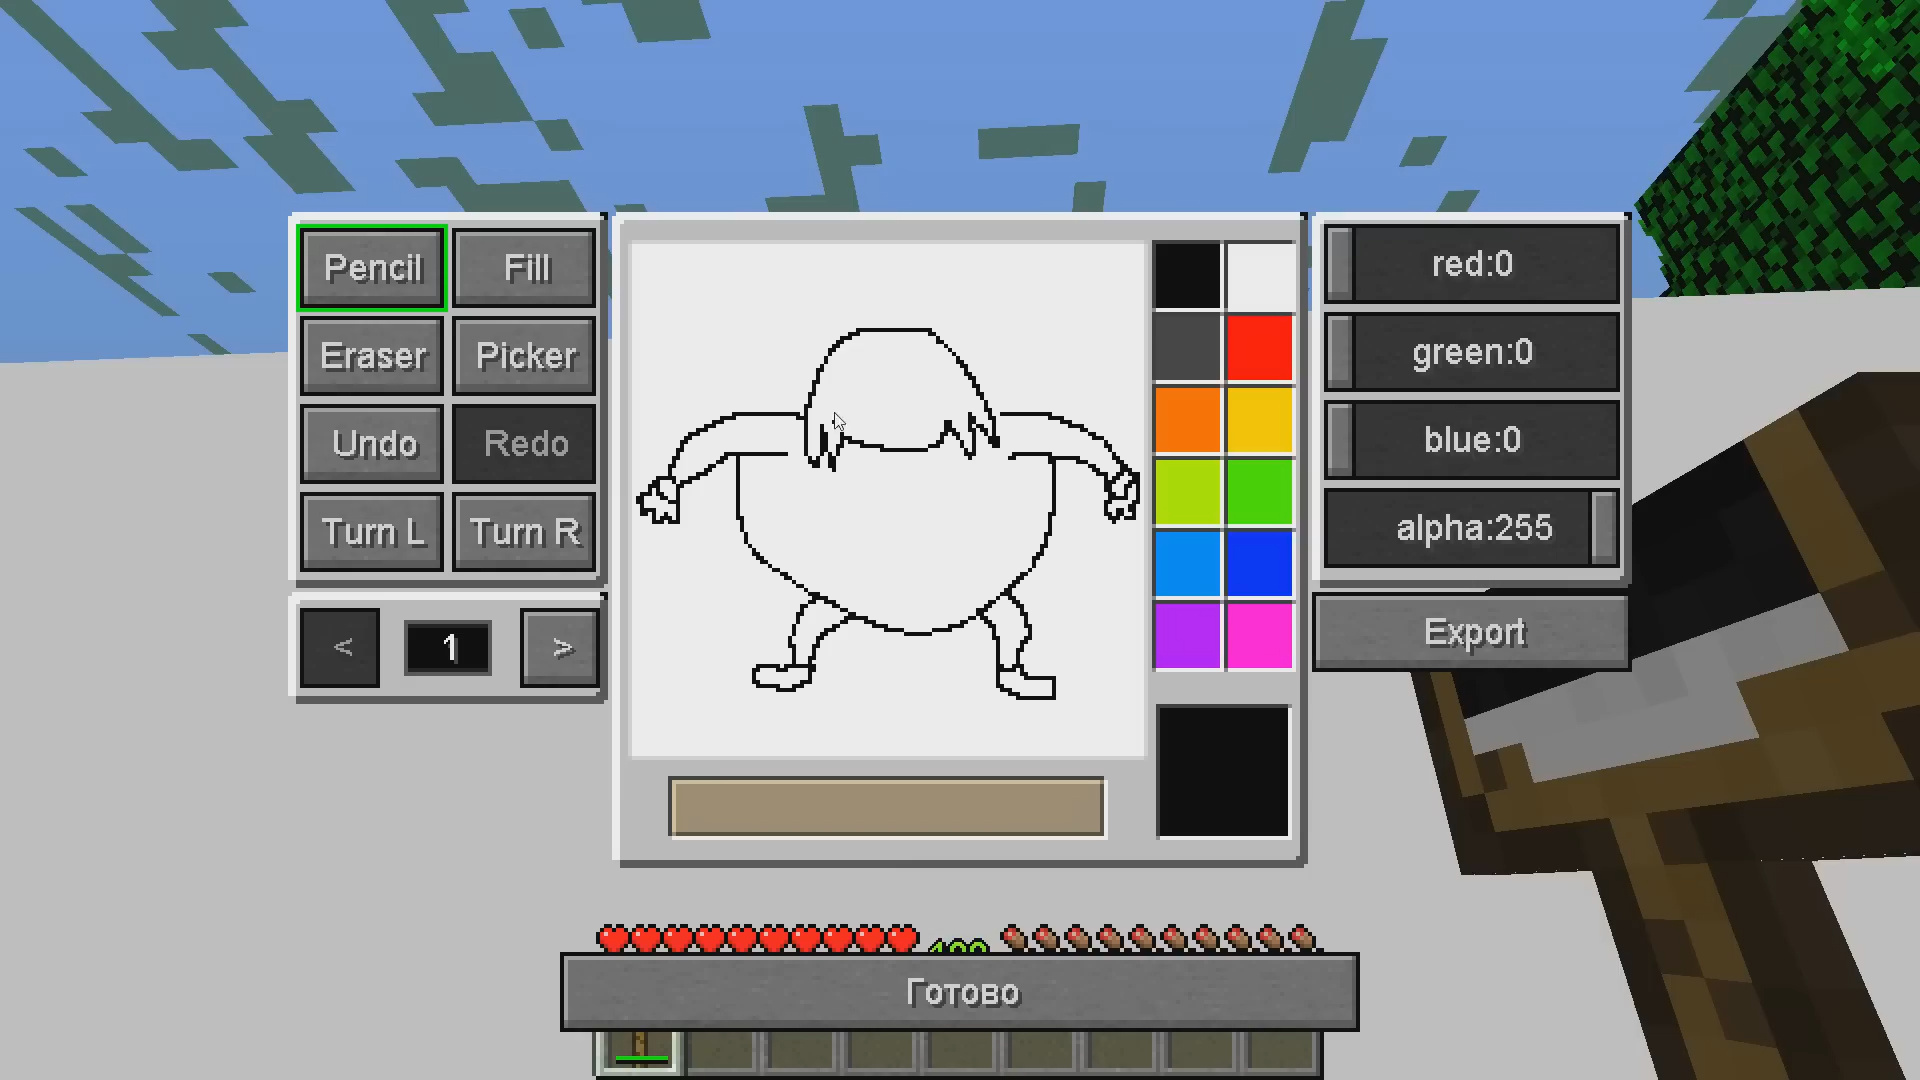 Pencil
Fill
Eraser
Picker
Undo
Redo
Turn L
Turn R
<
1
>
red:0
green:0
blue:0
alpha:255
Export
Готово